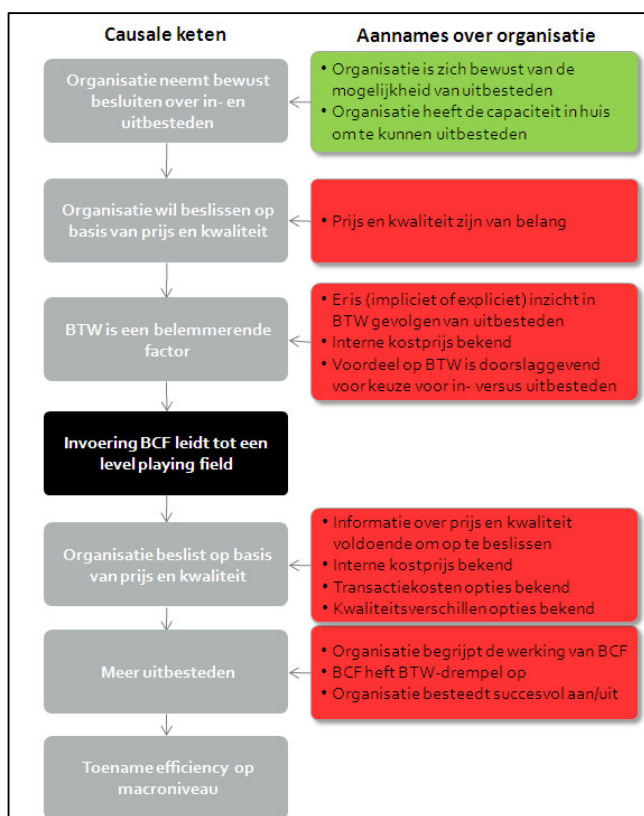 Causale keten
Aannames over organisatie
Organisatie neemt bewust
besluiten over in- en
uitbesteden
• Organisatie is zich bewust van de
mogelijkheid van uitbesteden
• Organisatie heeft de capaciteit in huis
om te kunnen uitbesteden
Organisatie wil beslissen op
basis van prijs en kwaliteit
• Prijs en kwaliteit zijn van belang
BTW is een belemmerende
factor
• Er is (impliciet of expliciet) inzicht in
BTW gevolgen van uitbesteden
• Interne kostprijs bekend
• Voordeel op BTW is doorslaggevend
voor keuze voor in- versus uitbesteden
Invoering BCF leidt tot een
level playing field
Organisatie beslist op basis
van prijs en kwaliteit
• Informatie over prijs en kwaliteit
voldoende om op te beslissen
• Interne kostprijs bekend
• Transactiekosten opties bekend
• Kwaliteitsverschillen opties bekend
Meer uitbesteden
• Organisatie begrijpt de werking van BCF
• BCF heft BTW-drempel op
• Organisatie besteedt succesvol aan/uit
Toename efficiency op
macroniveau